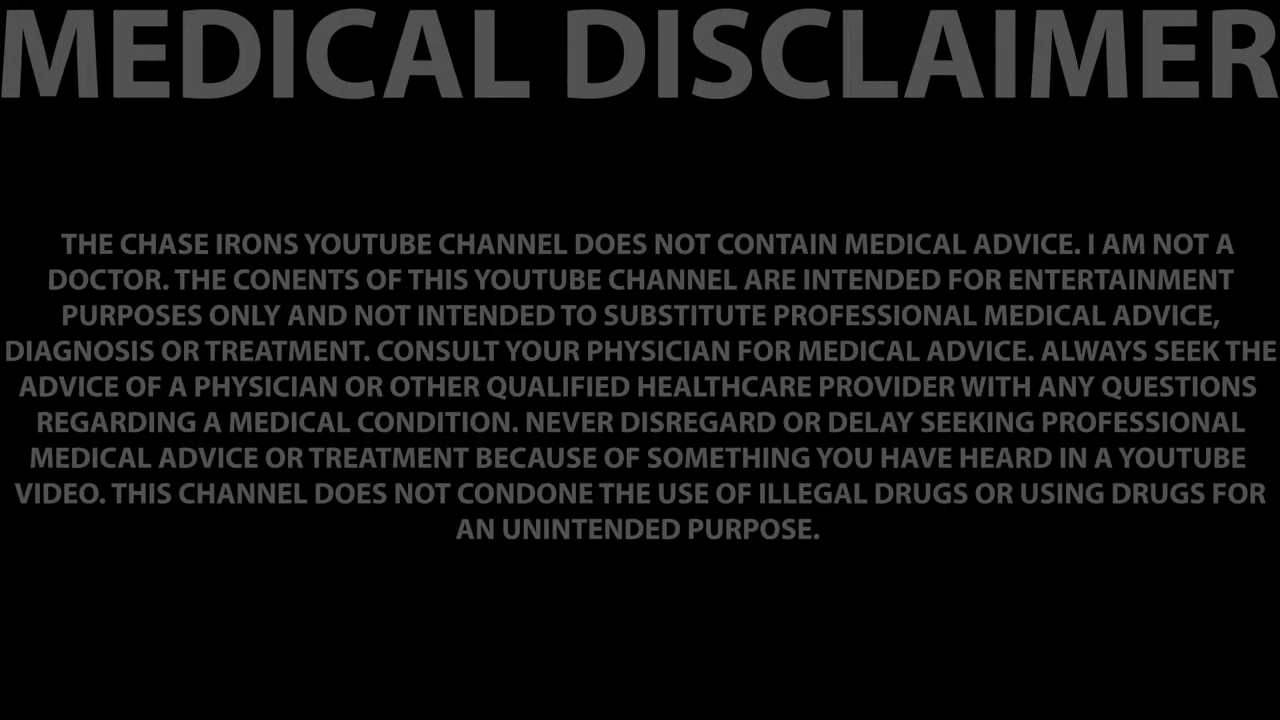 MEDICAL DISCLAIMER
THE CHASE IRONS YOUTUBE CHANNEL DOES NOT CONTAIN MEDICAL ADVICE. I AM NOT A
DOCTOR. THE CONENTS OF THIS YOUTUBE CHANNEL ARE INTENDED FOR ENTERTAINMENT
PURPOSES ONLY AND NOT INTENDED TO SUBSTITUTE PROFESSIONAL MEDICAL ADVICE,
DIAGNOSIS OR TREATMENT. CONSULT YOUR PHYSICIAN FOR MEDICAL ADVICE. ALWAYS SEEK THE
ADVICE OF A PHYSICIAN OR OTHER QUALIFIED HEALTHCARE PROVIDER WITH ANY QUESTIONS
REGARDING A MEDICAL CONDITION. NEVER DISREGARD OR DELAY SEEKING PROFESSIONAL
MEDICAL ADVICE OR TREATMENT BECAUSE OF SOMETHING YOU HAVE HEARD IN A YOUTUBE
VIDEO. THIS CHANNEL DOES NOT CONDONE THE USE OF ILLEGAL DRUGS OR USING DRUGS FOR
AN UNINTENDED PURPOSE.